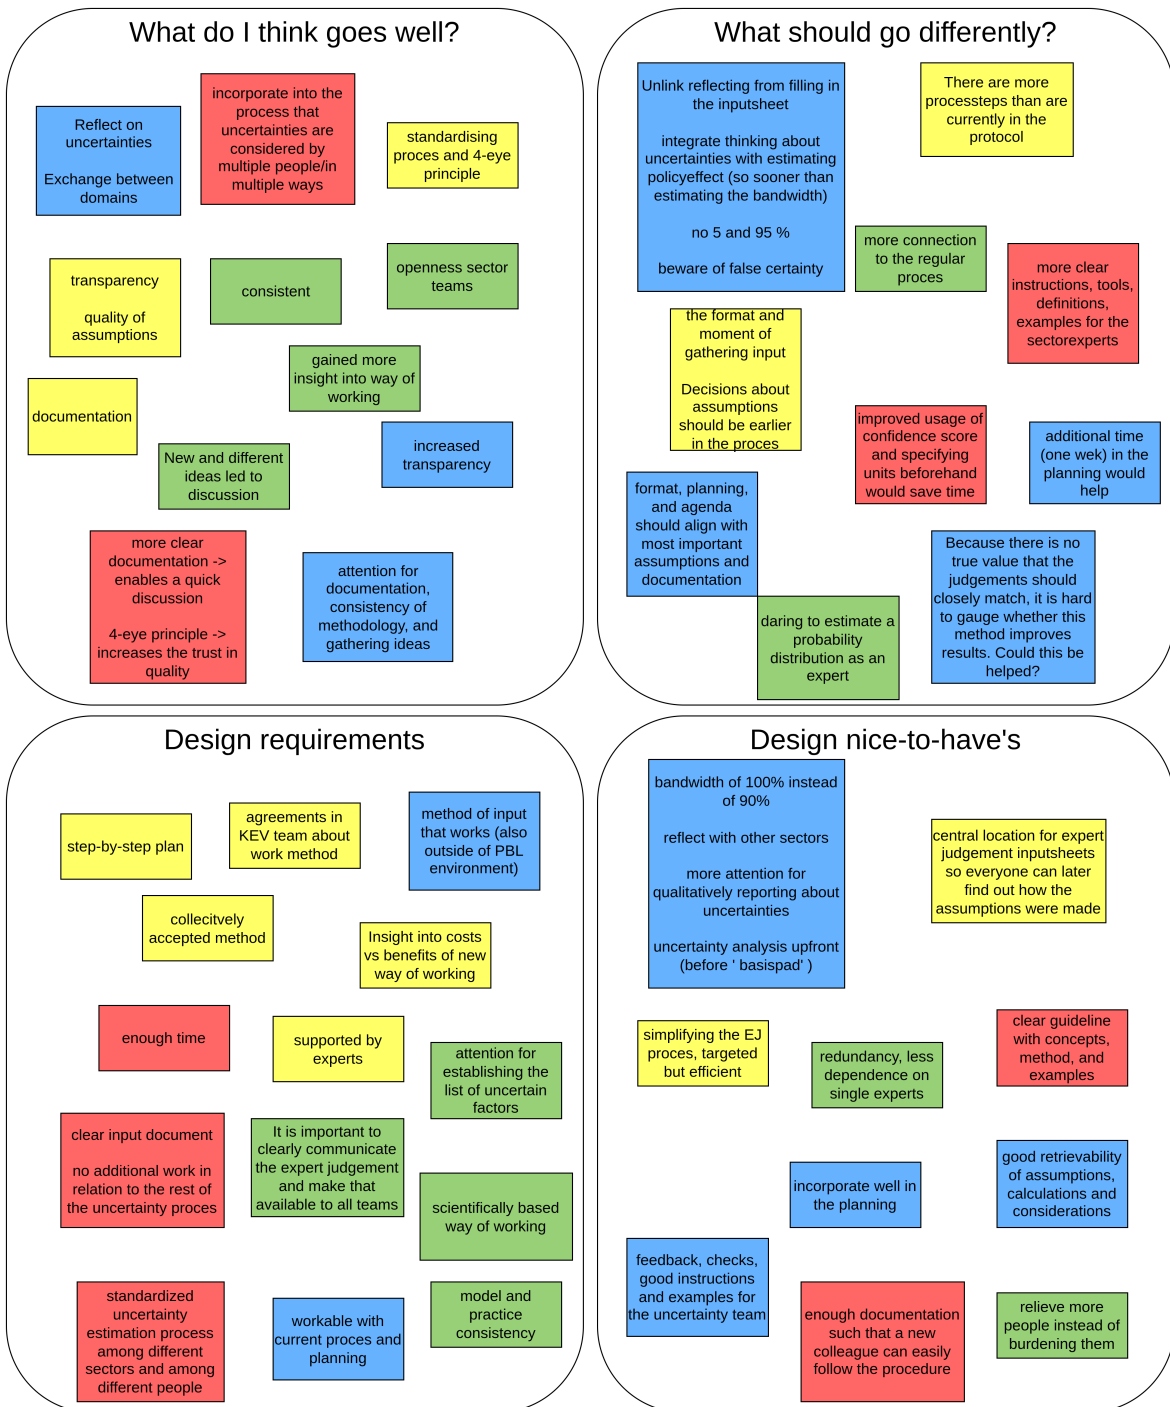 What do I think goes well?
Reflect on
uncertainties
Exchange between
domains
incorporate into the
process that
uncertainties are
considered by
multiple people/in
multiple ways
standardising
proces and 4-eye
principle
transparency
quality of
assumptions
consistent
openness sector
teams
gained more
insight into way of
working
documentation
increased
transparency
New and different
ideas led to
discussion
more clear
documentation ->
enables a quick
discussion
4-eye principle ->
increases the trust in
quality
attention for
documentation,
consistency of
methodology, and
gathering ideas
What should go differently?
Unlink reflecting from filling in
the inputsheet
integrate thinking about
uncertainties with estimating
policyeffect (so sooner than
estimating the bandwidth)
no 5 and 95 %
beware of false certainty
There are more
processteps than are
currently in the
protocol
more connection
to the regular
proces
more clear
instructions, tools,
definitions,
examples for the
sectorexperts
the format and
moment of
gathering input
Decisions about
assumptions
should be earlier
in the proces
improved usage of
confidence score
and specifying
units beforehand
would save time
additional time
(one wek) in the
planning would
help
format, planning,
and agenda
should align with
most important
assumptions and
documentation
Because there is no
true value that the
judgements should
closely match, it is hard
to gauge whether this
method improves
results. Could this be
helped?
daring to estimate a
probability
distribution as an
expert
Design requirements
step-by-step plan
agreements in
KEV team about
work method
method of input
that works (also
outside of PBL
environment)
collecitvely
accepted method
Insight into costs
vs benefits of new
way of working
enough time
supported by
experts
attention for
establishing the
list of uncertain
factors
clear input document
no additional work in
relation to the rest of
the uncertainty proces
It is important to
clearly communicate
the expert judgement
and make that
available to all teams
scientifically based
way of working
standardized
uncertainty
estimation process
among different
sectors and among
different people
workable with
current proces and
planning
model and
practice
consistency
Design nice-to-have's
bandwidth of 100% instead
of 90%
reflect with other sectors
more attention for
qualitatively reporting about
uncertainties
uncertainty analysis upfront
(before ' basispad' )
central location for expert
judgement inputsheets
so everyone can later
find out how the
assumptions were made
simplifying the EJ
proces, targeted
but efficient
redundancy, less
dependence on
single experts
clear guideline
with concepts,
method, and
examples
incorporate well in
the planning
good retrievability
of assumptions,
calculations and
considerations
feedback, checks,
good instructions
and examples for
the uncertainty team
enough documentation
such that a new
colleague can easily
follow the procedure
relieve more
people instead of
burdening them